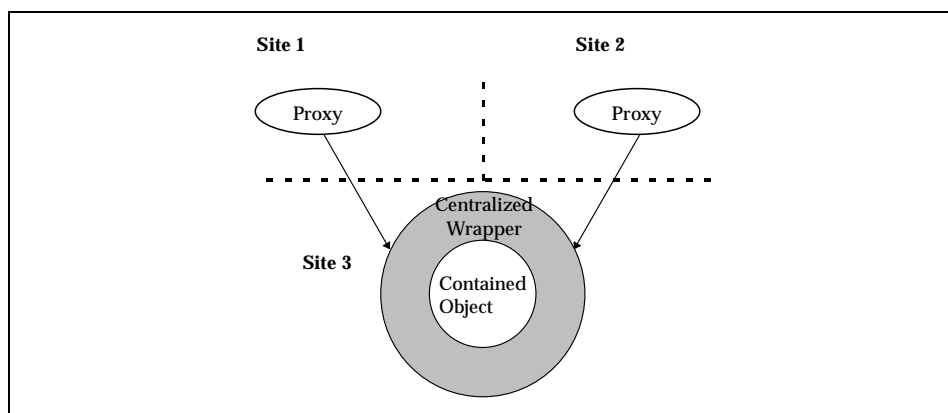 Site 1
Site 2
Proxy
Proxy
Centralized
Wrapper
Site 3
Contained
Object